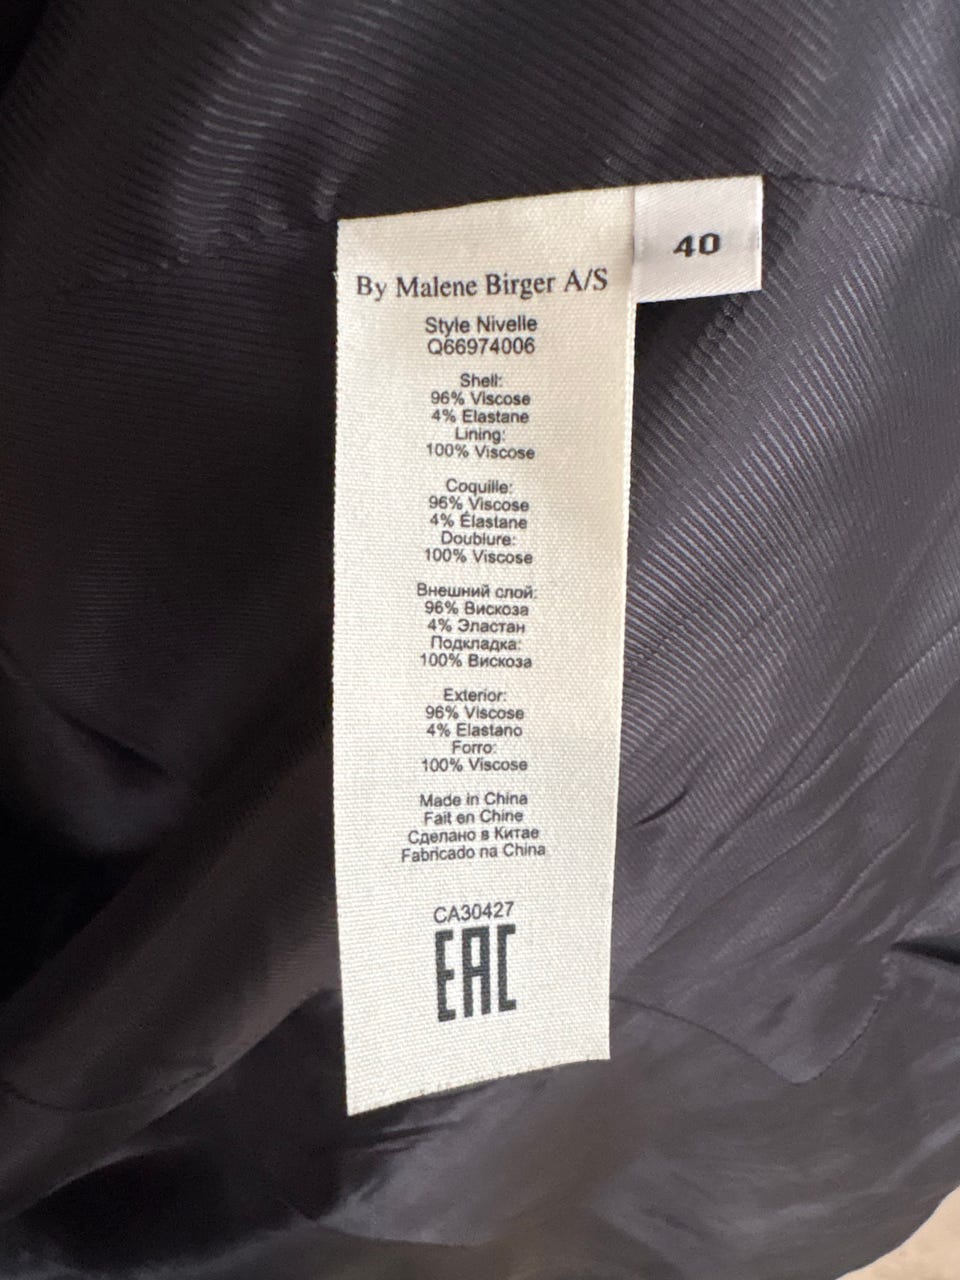 40
By Malene Birger A/S
Style Nivelle
Q66974006
Shell:
96% Viscose
4% Elastane
Lining:
100% Viscose
Coquille:
96% Viscose
4% Élastane
Doublure:
100% Viscose
Внешний слой:
96% Вискоза
4% Эластан
Подкладка:
100% Вискоза
Exterior:
96% Viscose
4% Elastano
Forro:
100% Viscose
Made in China
Fait en Chine
Сделано в Китае
Fabricado na China
CA30427
EAC